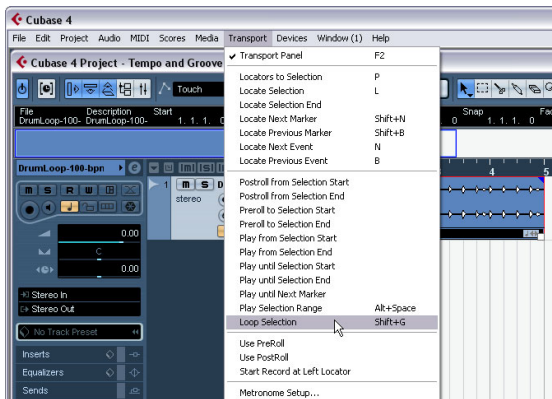 Cubase 4
File Edit Project Audio MIDI Scores Media Transport Devices Window (1) Help
Cubase 4 Project - Tempo and Groove
Touch
File Description Start Snap
DrumLoop-100- DrumLoop-100- 1. 1. 1. 0 1. 1. 1. 0
4 5
DrumLoop-100-bpn
M S R W
1 M S D
stereo
0.00
C
0.00
Stereo In
Stereo Out
No Track Preset
Inserts
Equalizers
Sends
Transport Panel F2
Locators to Selection P
Locate Selection L
Locate Selection End
Locate Next Marker Shift+N
Locate Previous Marker Shift+B
Locate Next Event N
Locate Previous Event B
Postroll from Selection Start
Postroll from Selection End
Preroll to Selection Start
Preroll to Selection End
Play from Selection Start
Play from Selection End
Play until Selection Start
Play until Selection End
Play until Next Marker
Play Selection Range Alt+Space
Loop Selection Shift+G
Use PreRoll
Use PostRoll
Start Record at Left Locator
Metronome Setup...